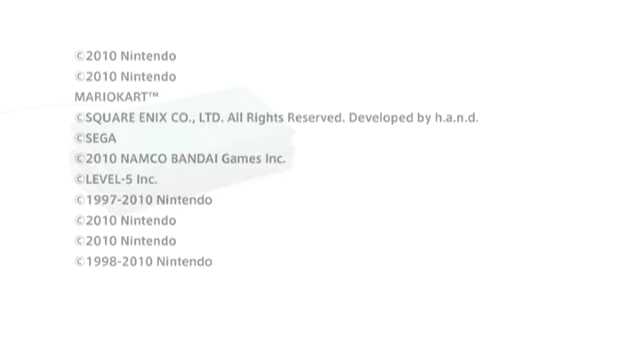 ©2010 Nintendo
©2010 Nintendo
MARIOKART™
©SQUARE ENIX CO., LTD. All Rights Reserved. Developed by h.a.n.d.
©SEGA
©2010 NAMCO BANDAI Games Inc.
©LEVEL-5 Inc.
©1997-2010 Nintendo
©2010 Nintendo
©2010 Nintendo
©1998-2010 Nintendo